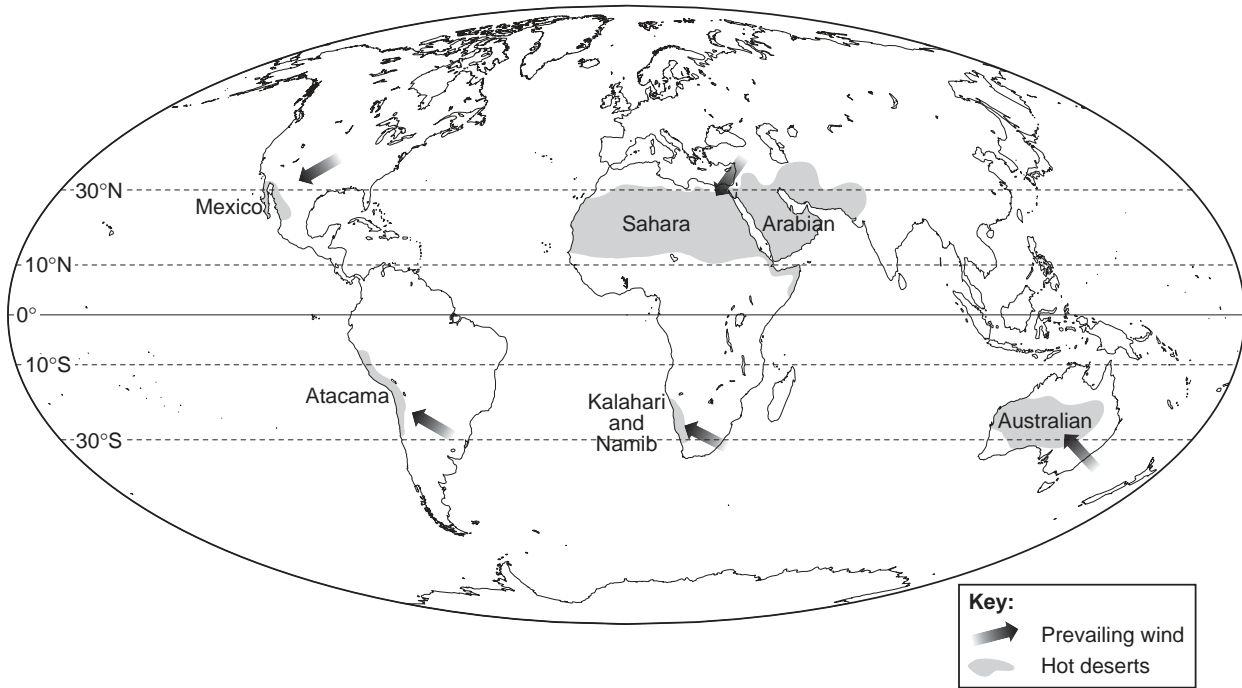 30°N
Mexico
Sahara
Arabian
10°N
0°
10°S
Atacama
Kalahari
and
Namib
Australian
30°S
Key:
Prevailing wind
Hot deserts